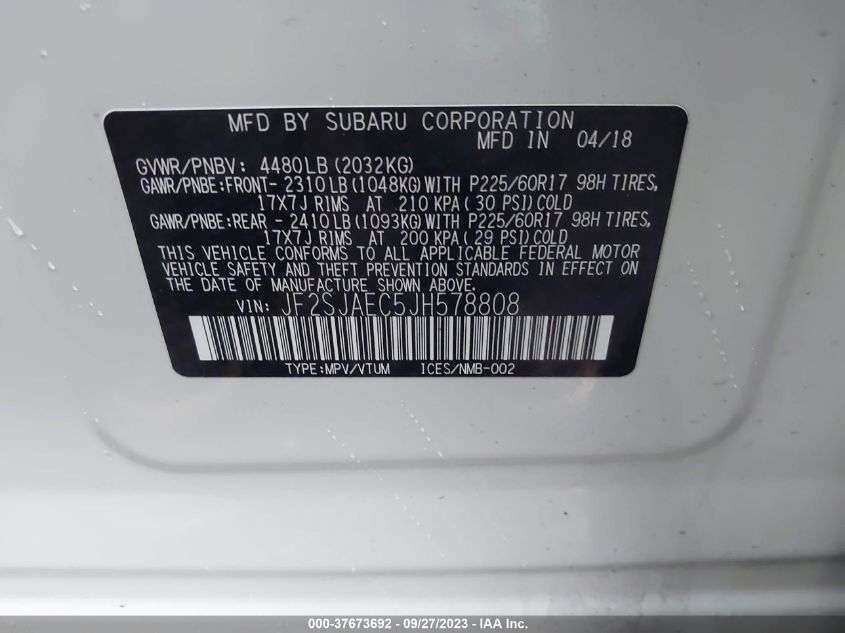 MFD BY SUBARU CORPORATION
MFD IN 04/18
GVWR/PNBV: 4480LB(2032KG)
GAWR/PNBE:FRONT- 2310LB(1048KG)WITH P225/60R17 98H TIRES,
17X7J RIMS AT 210 KPA( 30 PSI)COLD
GAWR/PNBE:REAR - 2410LB(1093KG)WITH P225/60R17 98H TIRES,
17X7J RIMS AT 200 KPA( 29 PSI)COLD
THIS VEHICLE CONFORMS TO ALL APPLICABLE FEDERAL MOTOR
VEHICLE SAFETY AND THEFT PREVENTION STANDARDS IN EFFECT ON
THE DATE OF MANUFACTURE SHOWN ABOVE.
VIN: JF2SJAEC5JH578808
TYPE:MPV/VTUM ICES/NMB-002
000-37673692 - 09/27/2023 - IAA Inc.